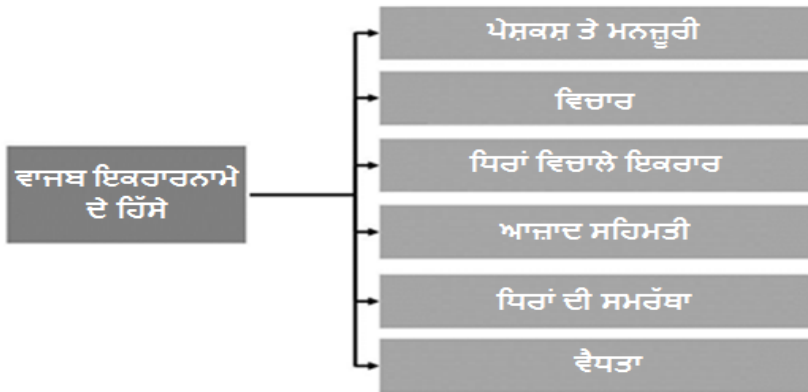 ਵਾਜਬ ਇਕਰਾਰਨਾਮੇ
ਦੇ ਹਿੱਸੇ
ਪੇਸ਼ਕਸ਼ ਤੇ ਮਨਜ਼ੂਰੀ
ਵਿਚਾਰ
ਧਿਰਾਂ ਵਿਚਾਲੇ ਇਕਰਾਰ
ਆਜ਼ਾਦ ਸਹਿਮਤੀ
ਧਿਰਾਂ ਦੀ ਸਮਰੱਥਾ
ਵੈਧਤਾ